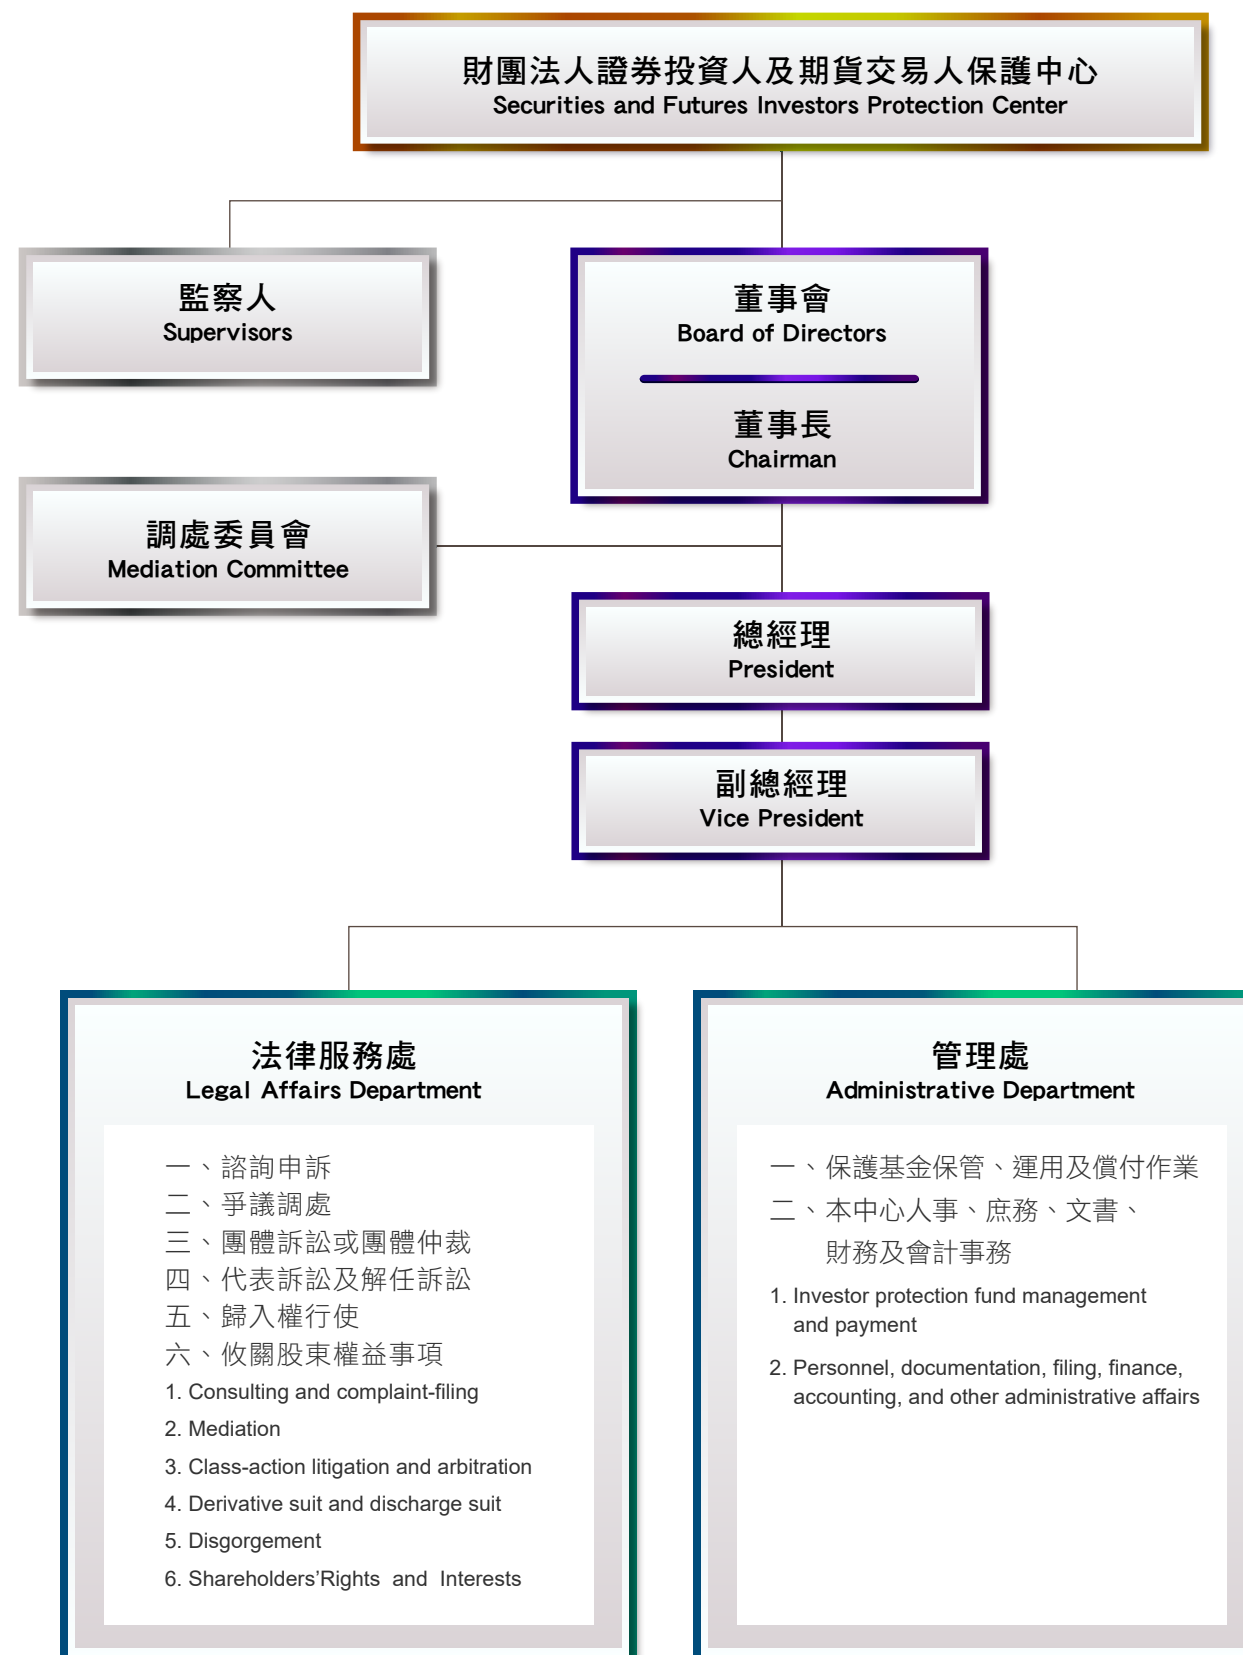 財團法人證券投資人及期貨交易人保護中心
Securities and Futures Investors Protection Center
監察人
Supervisors
董事會
Board of Directors
董事長
Chairman
調處委員會
Mediation Committee
總經理
President
副總經理
Vice President
法律服務處
Legal Affairs Department
一、諮詢申訴
二、爭議調處
三、團體訴訟或團體仲裁
四、代表訴訟及解任訴訟
五、歸入權行使
六、攸關股東權益事項
1. Consulting and complaint-filing
2. Mediation
3. Class-action litigation and arbitration
4. Derivative suit and discharge suit
5. Disgorgement
6. Shareholders’Rights and Interests
管理處
Administrative Department
一、保護基金保管、運用及償付作業
二、本中心人事、庶務、文書、
財務及會計事務
1. Investor protection fund management
and payment
2. Personnel, documentation, filing, finance,
accounting, and other administrative affairs